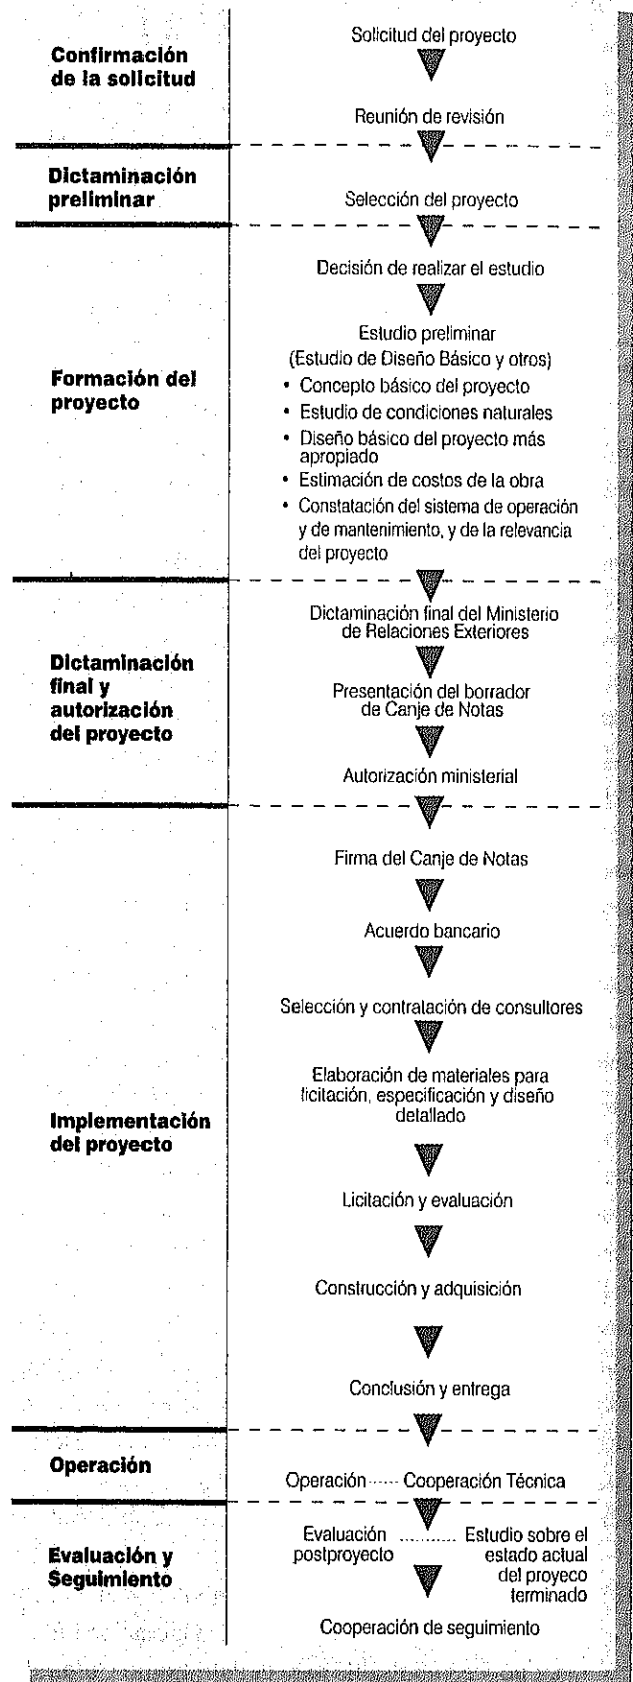 Confirmación
de la solicitud
Solicitud del proyecto
Reunión de revisión
Dictaminación
preliminar
Selección del proyecto
Formación del
proyecto
Decisión de realizar el estudio
Estudio preliminar
(Estudio de Diseño Básico y otros)
• Concepto básico del proyecto
• Estudio de condiciones naturales
• Diseño básico del proyecto más
apropiado
• Estimación de costos de la obra
• Constatación del sistema de operación
y de mantenimiento, y de la relevancia
del proyecto
Dictaminación
final y
autorización
del proyecto
Dictaminación final del Ministerio
de Relaciones Exteriores
Presentación del borrador
de Canje de Notas
Autorización ministerial
Implementación
del proyecto
Firma del Canje de Notas
Acuerdo bancario
Selección y contratación de consultores
Elaboración de materiales para
licitación, especificación y diseño
detallado
Licitación y evaluación
Construcción y adquisición
Conclusión y entrega
Operación
Operación ...... Cooperación Técnica
Evaluación y
Seguimiento
Evaluación
postproyecto
.......... Estudio sobre el
estado actual
del proyeco
terminado
Cooperación de seguimiento